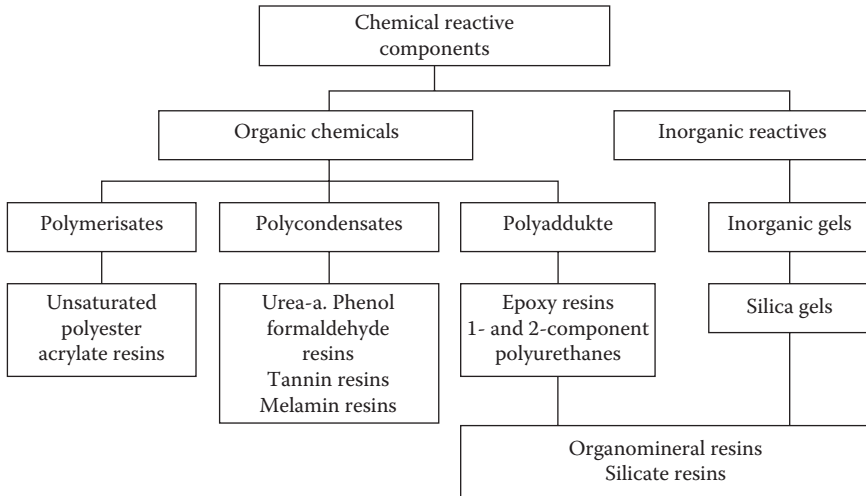 Chemical reactive
components
Organic chemicals
Inorganic reactives
Polymerisates
Polycondensates
Polyaddukte
Inorganic gels
Unsaturated
polyester
acrylate resins
Urea-a. Phenol
formaldehyde
resins
Tannin resins
Melamin resins
Epoxy resins
1- and 2-component
polyurethanes
Silica gels
Organomineral resins
Silicate resins